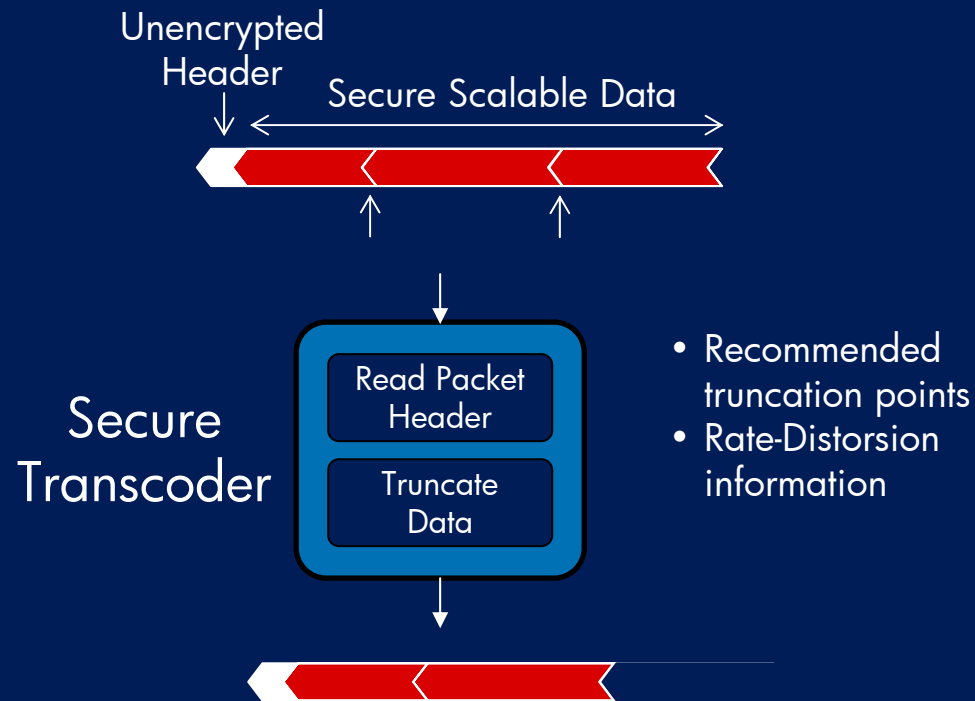 Unencrypted
Header
Secure Scalable Data
Secure
Transcoder
Read Packet
Header
Truncate
Data
• Recommended
truncation points
• Rate-Distorsion
information